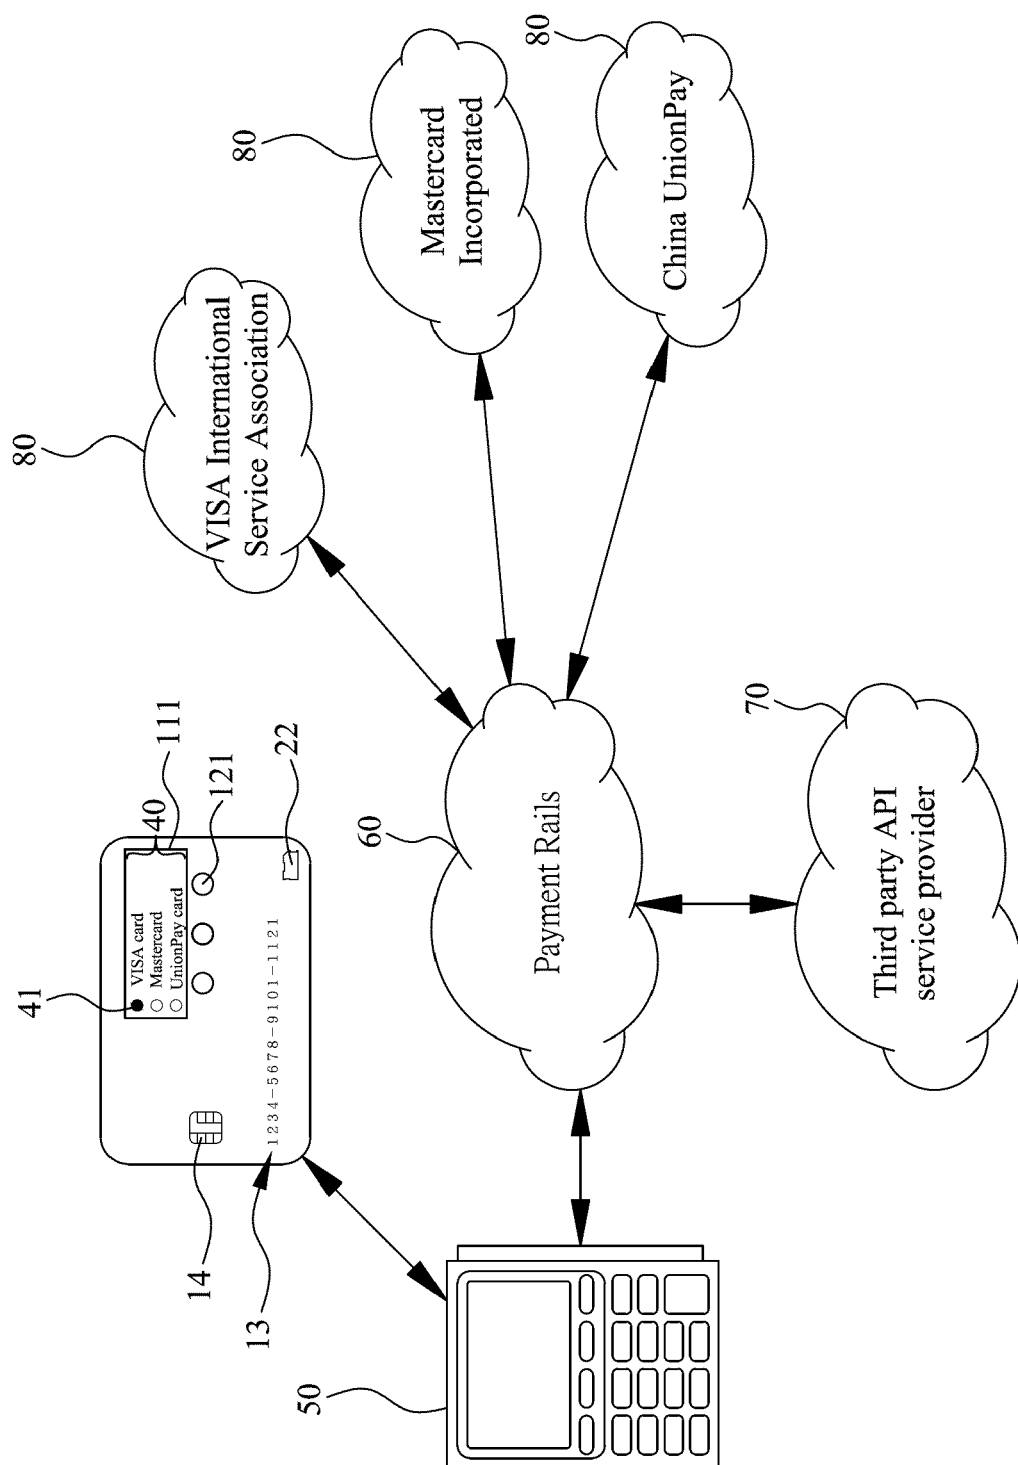 41
40
111
VISA card
Mastercard
UnionPay card
121
14
13
1234-5678-9101-1121
22
50
60
Payment Rails
70
Third party API
service provider
80
VISA International
Service Association
80
Mastercard
Incorporated
80
China UnionPay